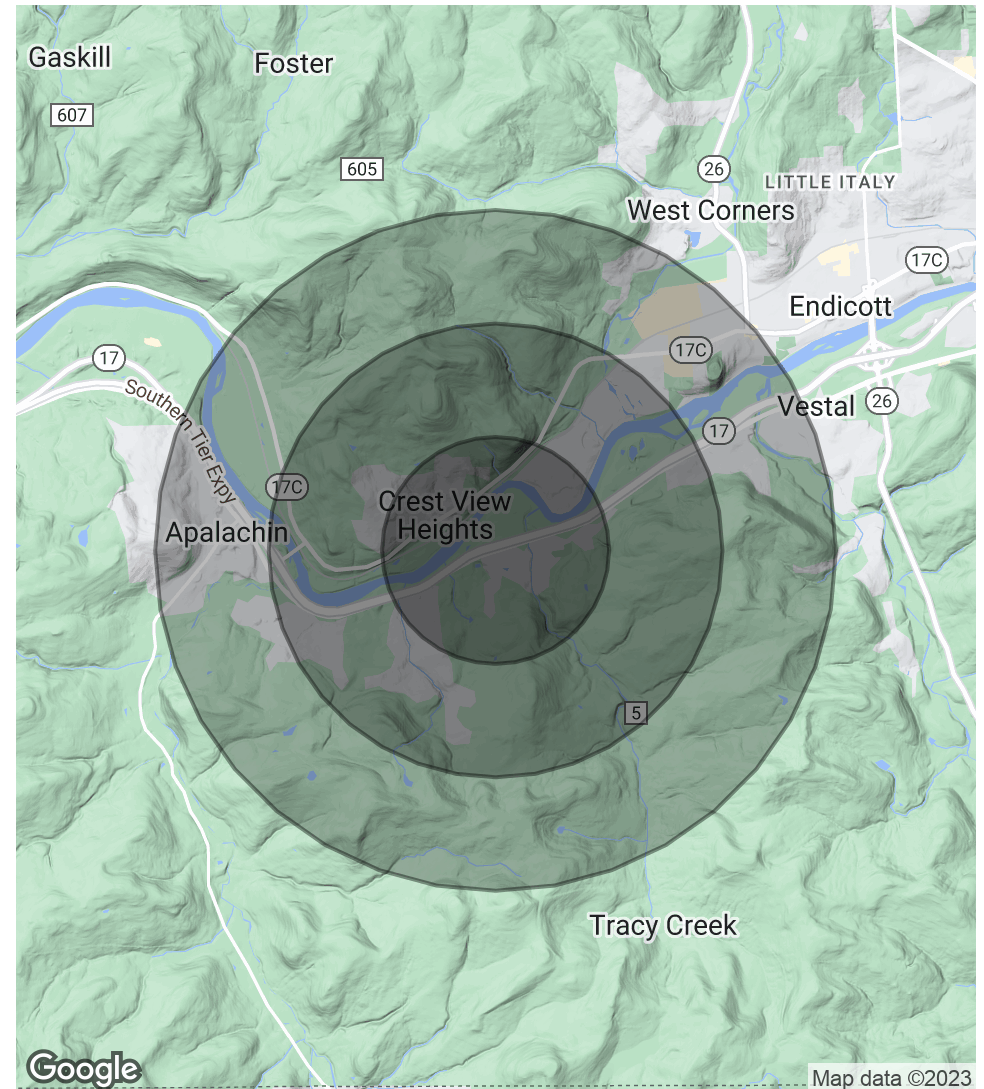 Gaskill
Foster
607
605
26
LITTLE ITALY
West Corners
17C
Endicott
17
17C
Southern Tier Expy
Vestal
26
17
17C
Crest View
Heights
Apalachin
5
Tracy Creek
Google
Map data ©2023